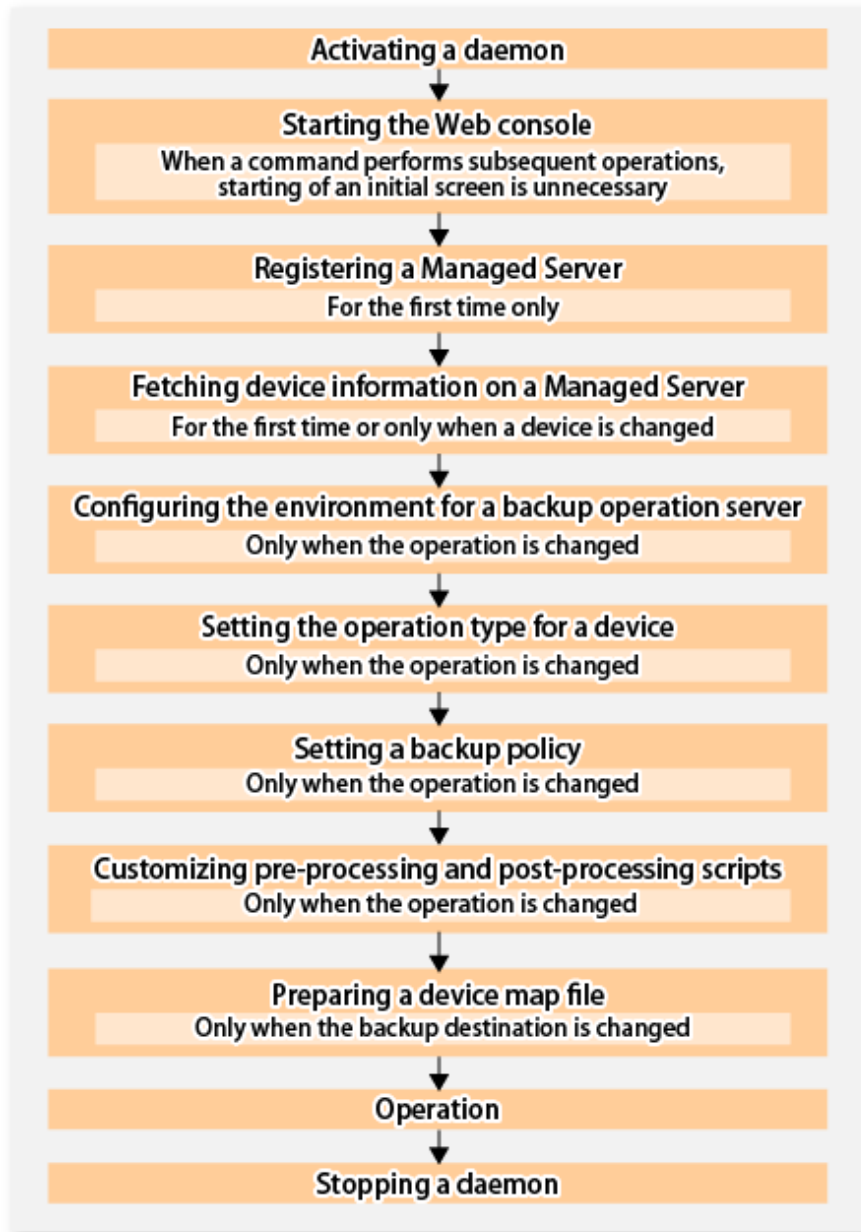 Activating a daemon
Starting the Web console
When a command performs subsequent operations,
starting of an initial screen is unnecessary
Registering a Managed Server
For the first time only
Fetching device information on a Managed Server
For the first time or only when a device is changed
Configuring the environment for a backup operation server
Only when the operation is changed
Setting the operation type for a device
Only when the operation is changed
Setting a backup policy
Only when the operation is changed
Customizing pre-processing and post-processing scripts
Only when the operation is changed
Preparing a device map file
Only when the backup destination is changed
Operation
Stopping a daemon